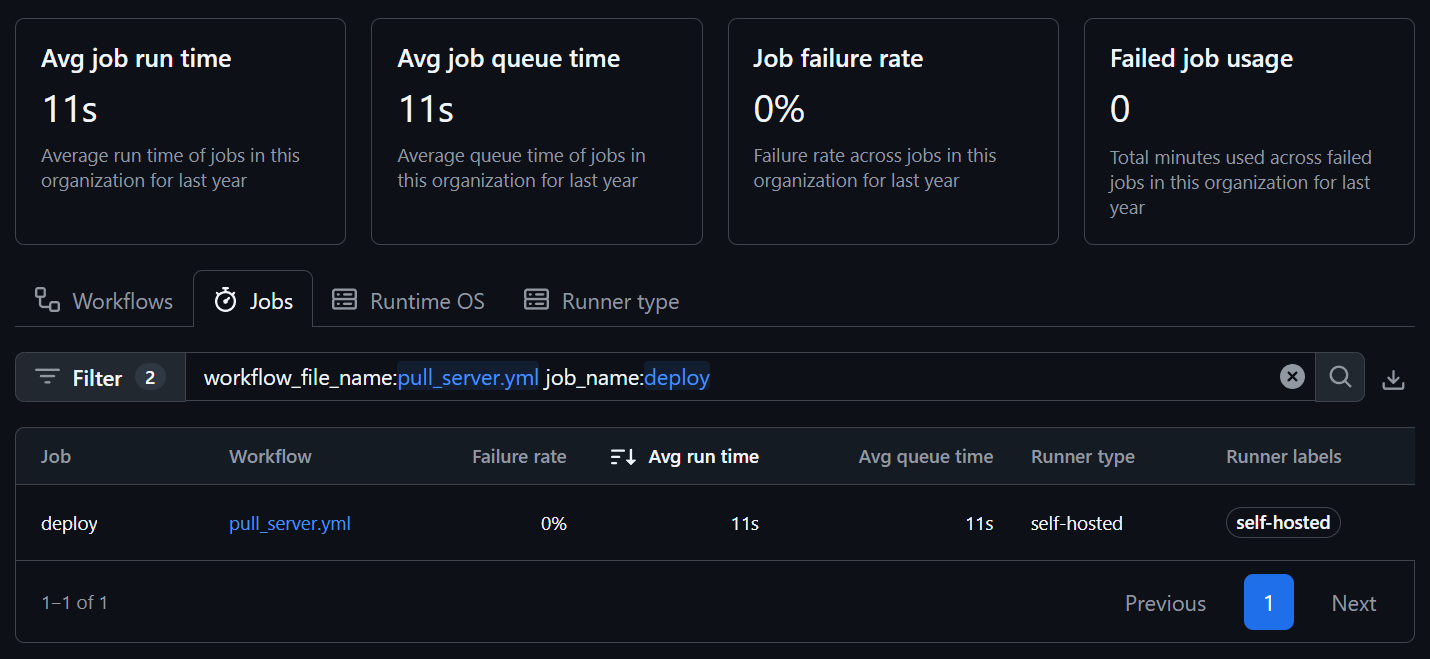 Avg job run time
11s
Average run time of jobs in this
organization for last year
Avg job queue time
11s
Average queue time of jobs in
this organization for last year
Job failure rate
0%
Failure rate across jobs in this
organization for last year
Failed job usage
0
Total minutes used across failed
jobs in this organization for last
year
Workflows Jobs Runtime OS Runner type
Filter 2 workflow_file_name:pull_server.yml job_name:deploy
Job Workflow Failure rate Avg run time Avg queue time Runner type Runner labels
deploy pull_server.yml 0% 11s 11s self-hosted self-hosted
1–1 of 1 Previous 1 Next